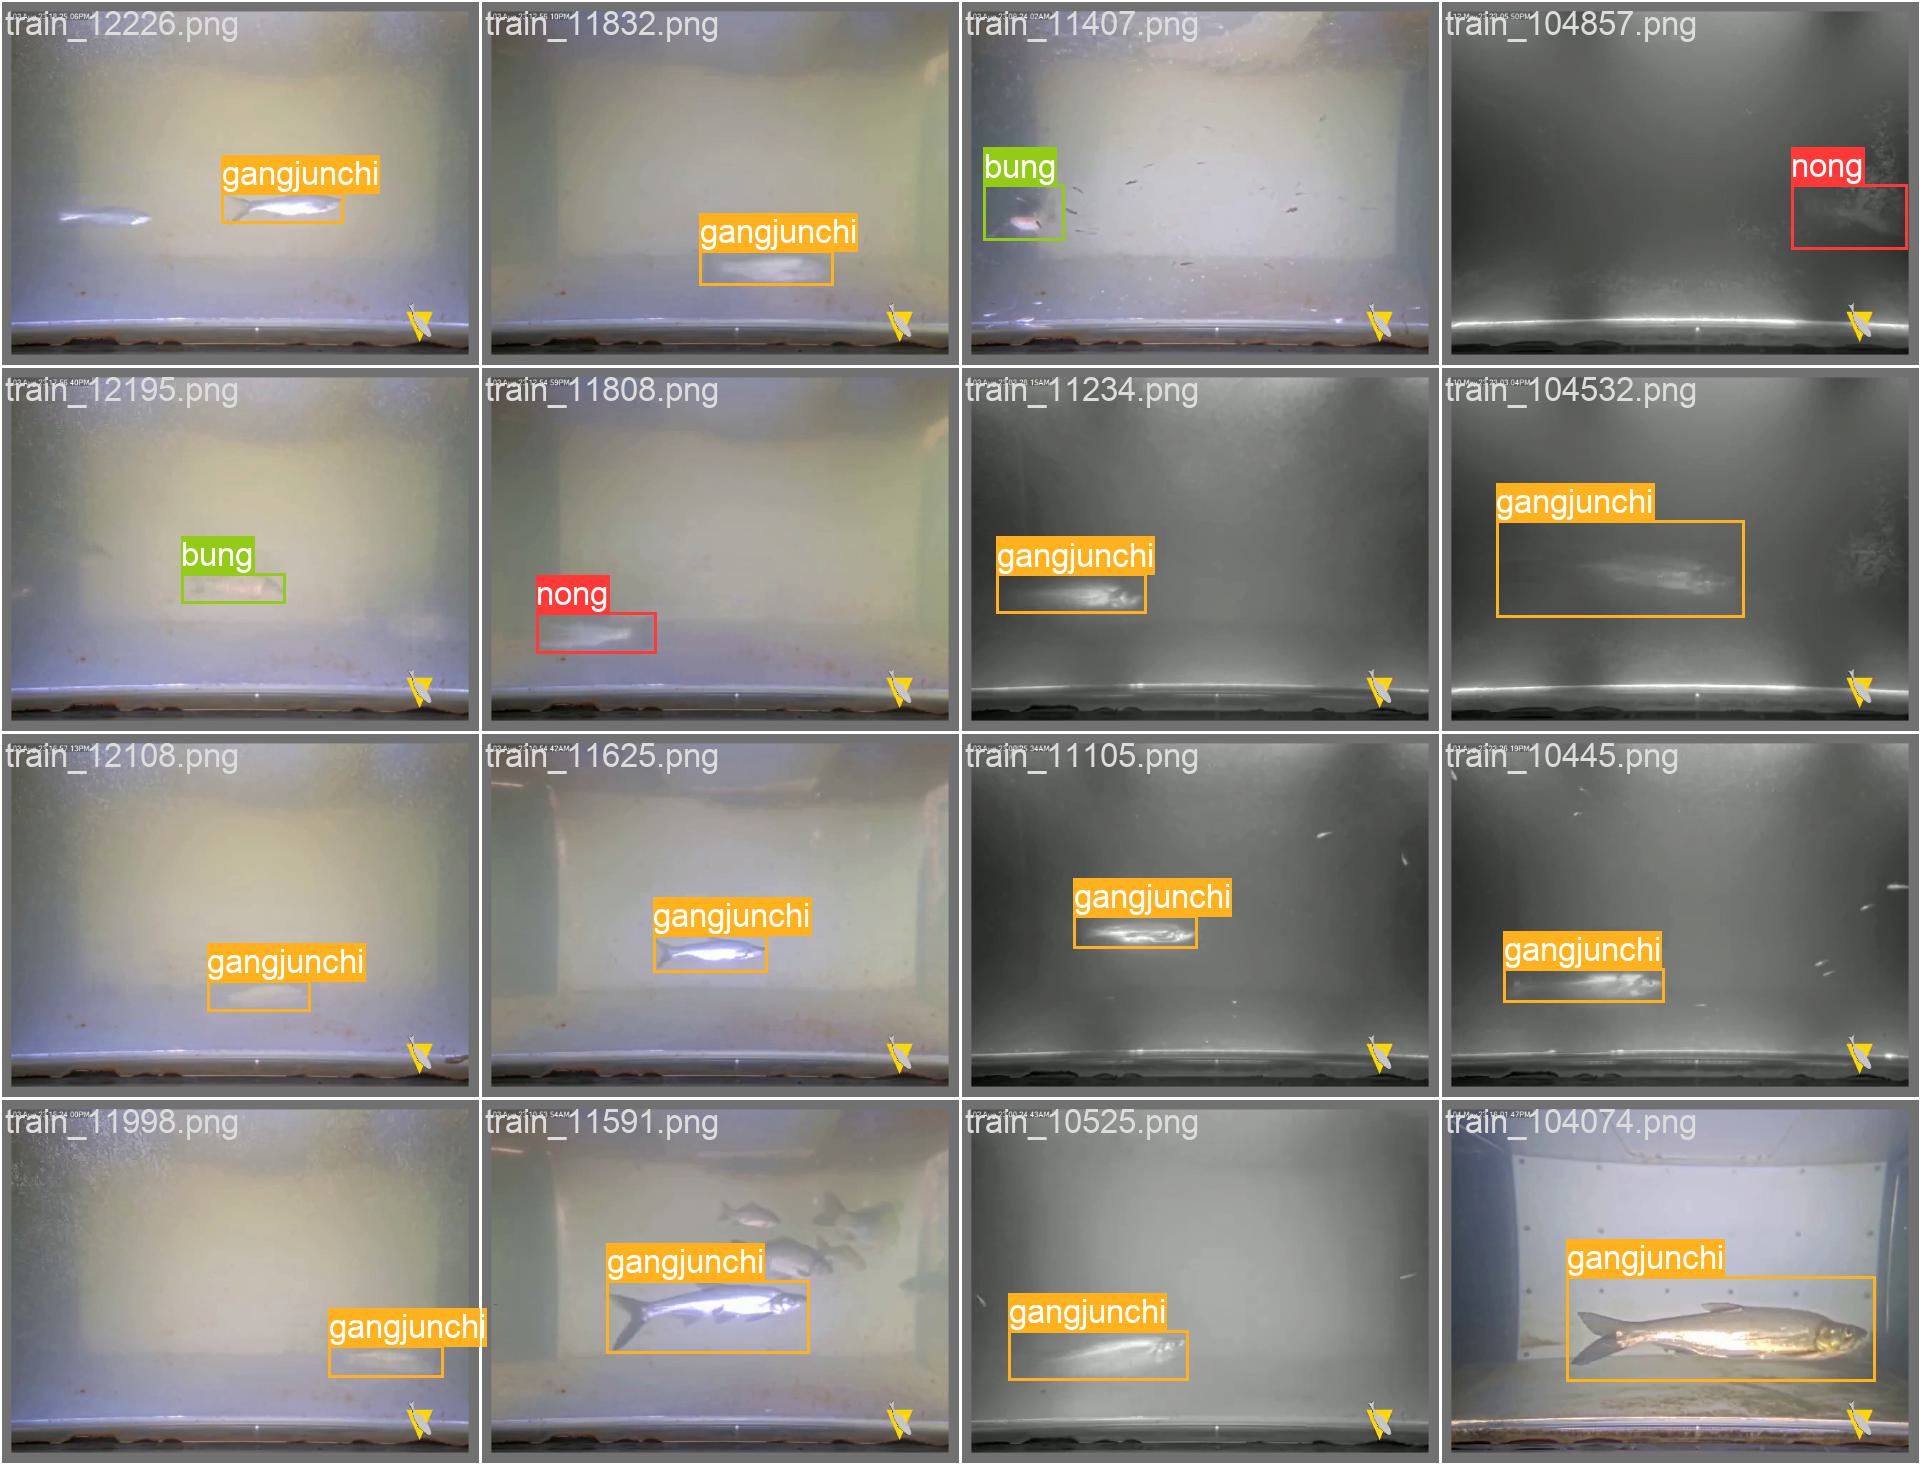 train_12226.png
gangjunchi
train_11832.png
gangjunchi
train_11407.png
bung
train_104857.png
nong
train_12195.png
bung
train_11808.png
nong
train_11234.png
gangjunchi
train_104532.png
gangjunchi
train_12108.png
gangjunchi
train_11625.png
gangjunchi
train_11105.png
gangjunchi
train_10445.png
gangjunchi
train_11998.png
gangjunchi
train_11591.png
gangjunchi
train_10525.png
gangjunchi
train_104074.png
gangjunchi